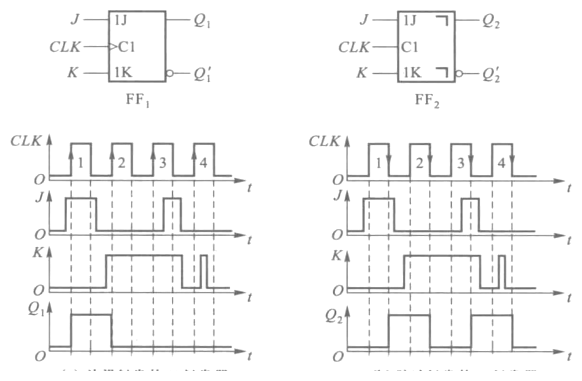 J 1J Q₁
CLK C1
K 1K Q₁′
FF₁
J 1J Q₂
CLK C1
K 1K Q₂′
FF₂
CLK 1 2 3 4
O t
J
O t
K
O t
Q₁
O t
CLK 1 2 3 4
O t
J
O t
K
O t
Q₂
O t